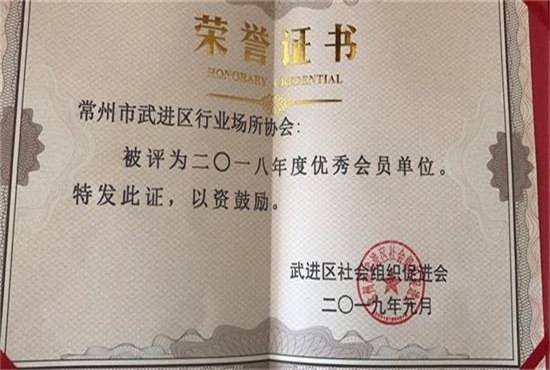 荣誉证书
HONORARY CREDENTIAL
常州市武进区行业场所协会:
被评为二〇一八年度优秀会员单位。
特发此证，以资鼓励。
武进区社会组织促进会
二〇一九年元月